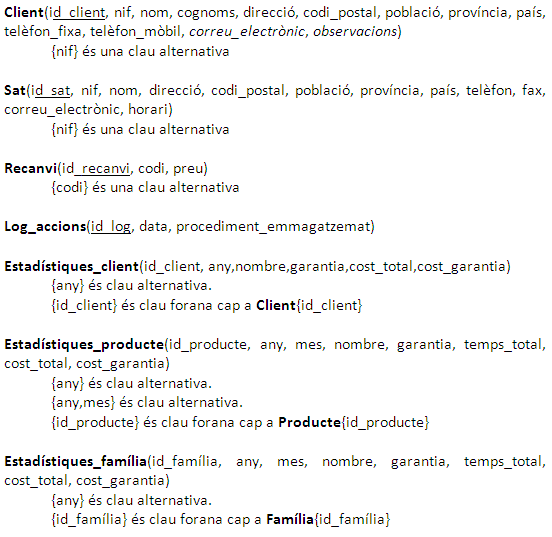 Client(id_client, nif, nom, cognoms, direcció, codi_postal, població, província, país,
telèfon_fixa, telèfon_mòbil, correu_electrònic, observacions)
{nif} és una clau alternativa
Sat(id_sat, nif, nom, direcció, codi_postal, població, província, país, telèfon, fax,
correu_electrònic, horari)
{nif} és una clau alternativa
Recanvi(id_recanvi, codi, preu)
{codi} és una clau alternativa
Log_accions(id_log, data, procediment_emmagatzemat)
Estadístiques_client(id_client, any,nombre,garantia,cost_total,cost_garantia)
{any} és clau alternativa.
{id_client} és clau forana cap a Client{id_client}
Estadístiques_producte(id_producte, any, mes, nombre, garantia, temps_total,
cost_total, cost_garantia)
{any} és clau alternativa.
{any,mes} és clau alternativa.
{id_producte} és clau forana cap a Producte{id_producte}
Estadístiques_família(id_família, any, mes, nombre, garantia, temps_total,
cost_total, cost_garantia)
{any} és clau alternativa.
{id_família} és clau forana cap a Família{id_família}